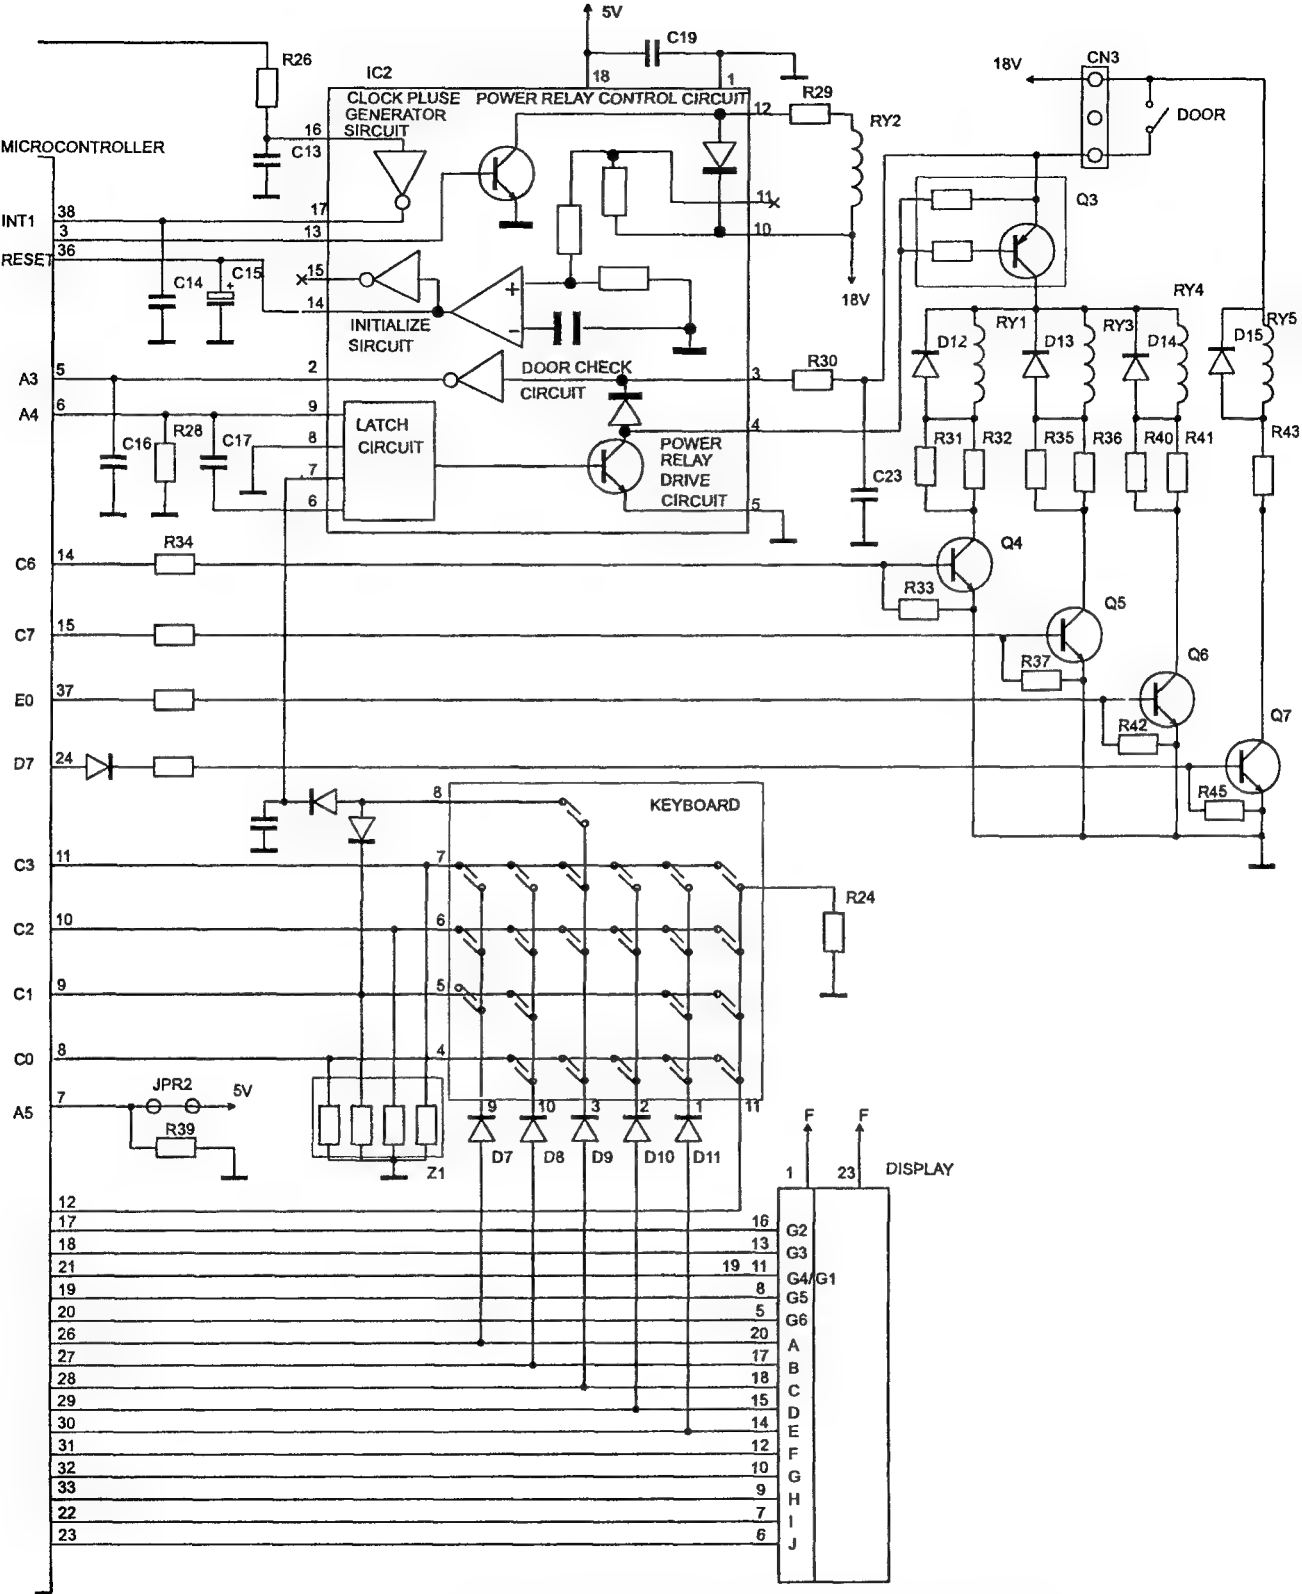 5V
C19
R26
IC2
18
1
18V
CN3
CLOCK PLUSE
GENERATOR
SIRCUIT
POWER RELAY CONTROL CIRCUIT
R29
12
RY2
DOOR
16
C13
MICROCONTROLLER
11
Q3
INT1
38
17
3
13
10
RESET
36
15
C14
C15
+
14
+
-
18V
INITIALIZE
SIRCUIT
RY1
RY3
RY4
RY5
D12
D13
D14
D15
A3
5
2
DOOR CHECK
CIRCUIT
3
R30
A4
6
9
LATCH
CIRCUIT
4
R28
C16
C17
8
7
6
POWER
RELAY
DRIVE
CIRCUIT
5
C23
R31
R32
R35
R36
R40
R41
R43
C6
14
R34
Q4
R33
C7
15
Q5
R37
E0
37
Q6
R42
D7
24
Q7
R45
8
KEYBOARD
C3
11
7
R24
C2
10
6
C1
9
5
C0
8
4
A5
7
JPR2
5V
R39
Z1
9
10
3
2
1
11
D7
D8
D9
D10
D11
F
F
1
23
DISPLAY
12
17
16
G2
18
13
G3
21
19
11
G4/G1
19
8
G5
20
5
G6
26
20
A
27
17
B
28
18
C
29
15
D
30
14
E
31
12
F
32
10
G
33
9
H
22
7
I
23
6
J